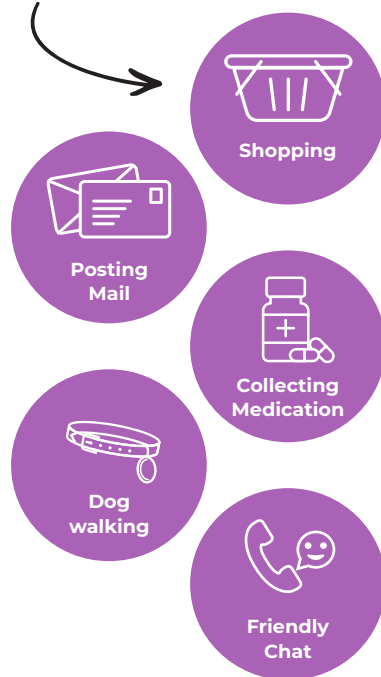 Shopping
Posting
Mail
Collecting
Medication
Dog
walking
Friendly
Chat